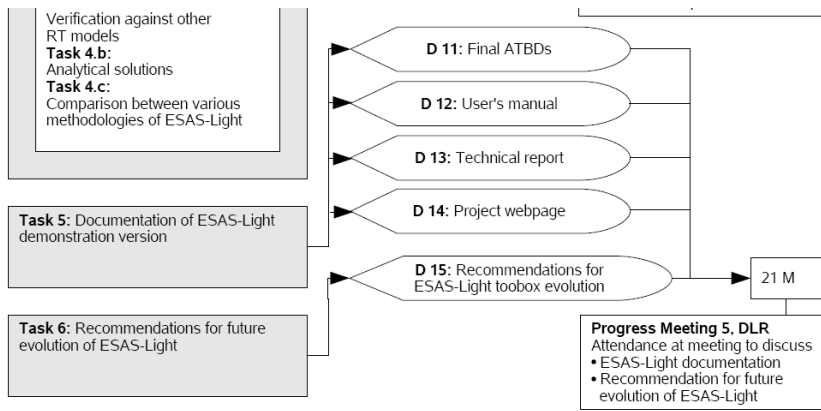 Verification against other
RT models
Task 4.b:
Analytical solutions
Task 4.c:
Comparison between various
methodologies of ESAS-Light
D 11: Final ATBDs
D 12: User's manual
D 13: Technical report
D 14: Project webpage
Task 5: Documentation of ESAS-Light
demonstration version
D 15: Recommendations for
ESAS-Light toobox evolution
21 M
Task 6: Recommendations for future
evolution of ESAS-Light
Progress Meeting 5, DLR
Attendance at meeting to discuss
• ESAS-Light documentation
• Recommendation for future
evolution of ESAS-Light